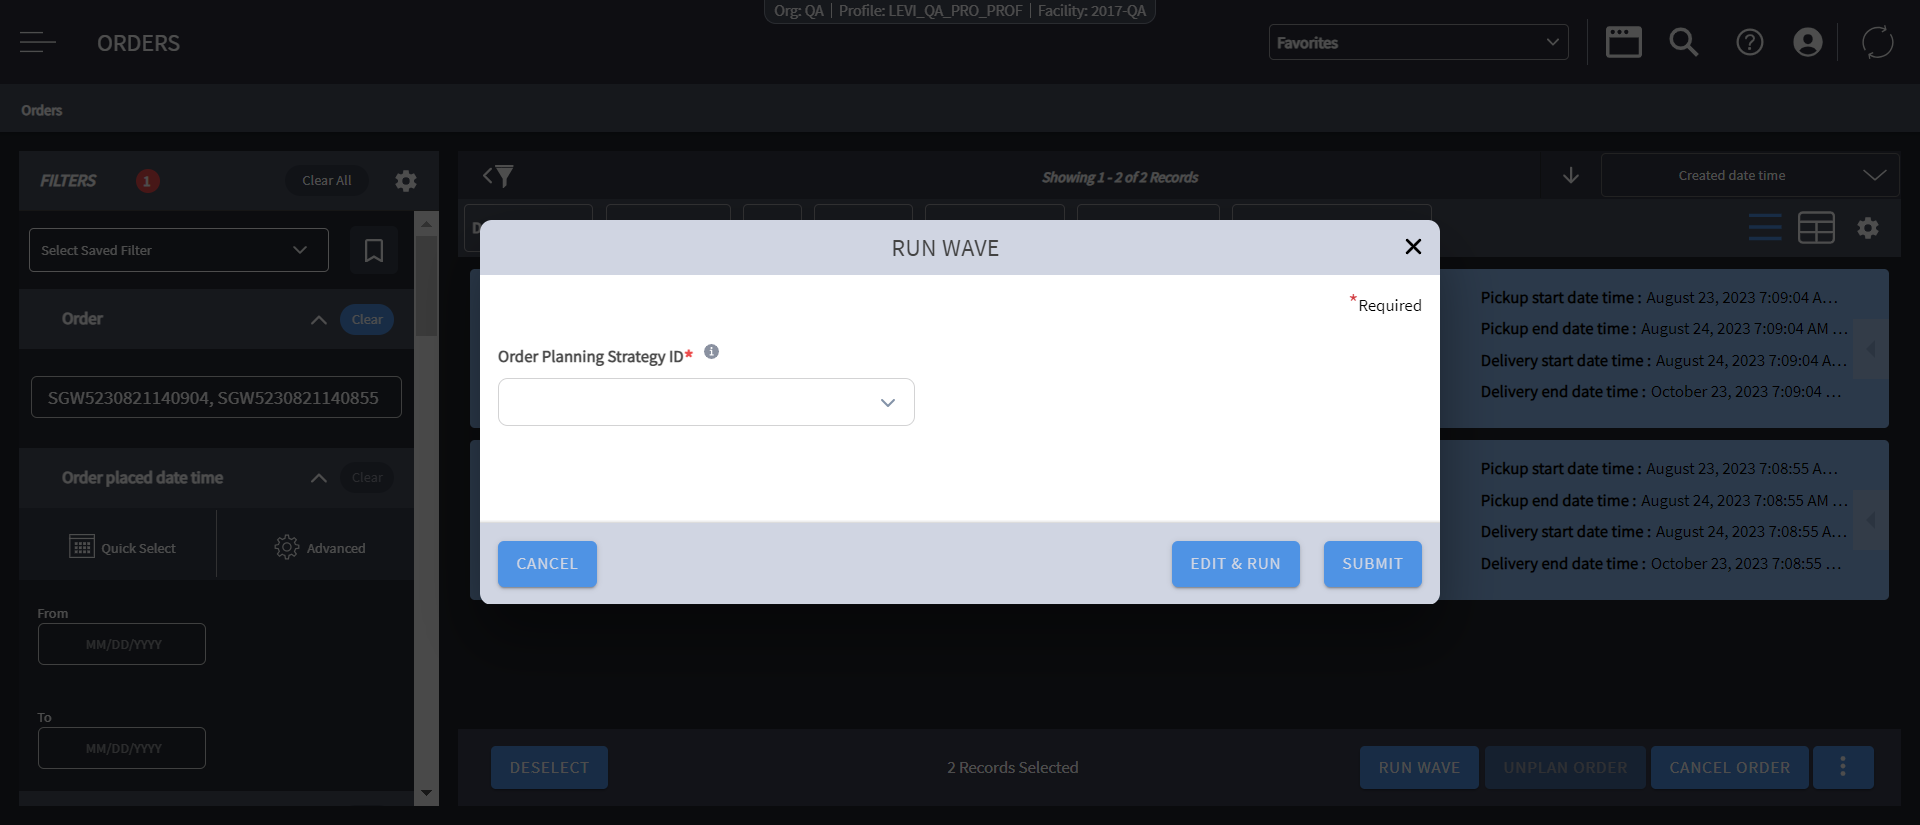 Org: QA | Profile: LEVI_QA_PRO_PROF | Facility: 2017-QA
ORDERS
Favorites
Orders
FILTERS 1 Clear All
Showing 1 - 2 of 2 Records
Created date time
Select Saved Filter
Order Clear
SGW5230821140904, SGW5230821140855
Order placed date time Clear
Quick Select Advanced
From
MM/DD/YYYY
To
MM/DD/YYYY
RUN WAVE
*Required
Order Planning Strategy ID*
CANCEL
EDIT & RUN
SUBMIT
Pickup start date time : August 23, 2023 7:09:04 A...
Pickup end date time : August 24, 2023 7:09:04 AM ...
Delivery start date time : August 24, 2023 7:09:04 A...
Delivery end date time : October 23, 2023 7:09:04 ...
Pickup start date time : August 23, 2023 7:08:55 A...
Pickup end date time : August 24, 2023 7:08:55 AM ...
Delivery start date time : August 24, 2023 7:08:55 A...
Delivery end date time : October 23, 2023 7:08:55 ...
DESELECT
2 Records Selected
RUN WAVE
UNPLAN ORDER
CANCEL ORDER